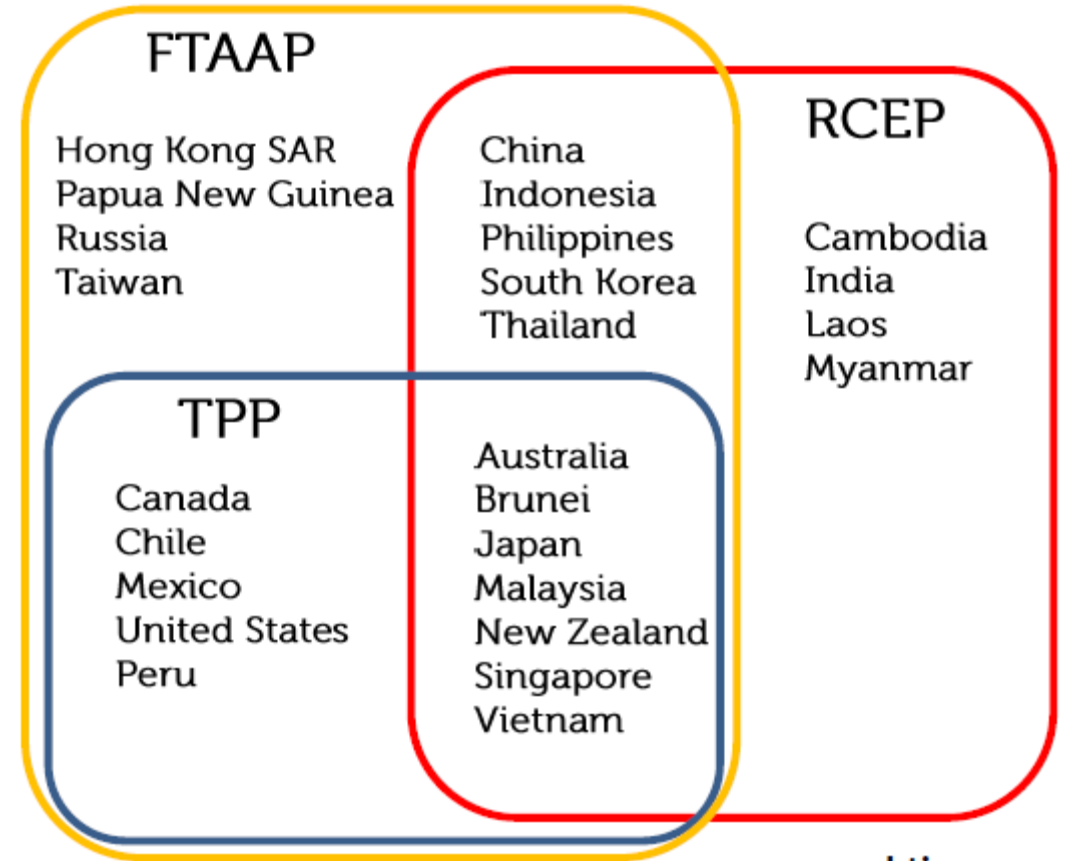 FTAAP
Hong Kong SAR
Papua New Guinea
Russia
Taiwan
China
Indonesia
Philippines
South Korea
Thailand
RCEP
Cambodia
India
Laos
Myanmar
TPP
Canada
Chile
Mexico
United States
Peru
Australia
Brunei
Japan
Malaysia
New Zealand
Singapore
Vietnam